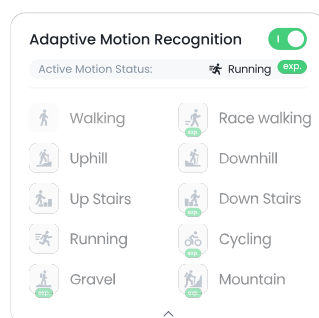 Adaptive Motion Recognition
Active Motion Status: Running exp.
Walking
Race walking
exp.
Uphill
Downhill
Up Stairs
Down Stairs
exp.
Running
Cycling
exp.
Gravel
exp.
Mountain
exp.